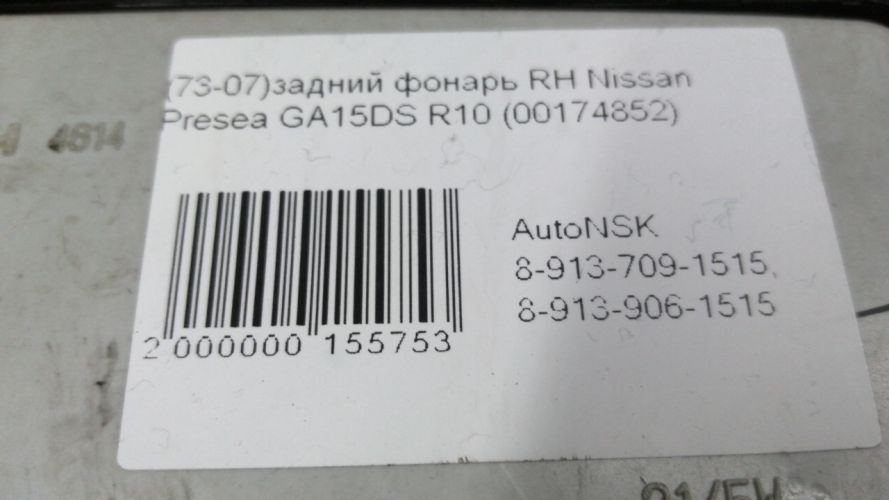 (73-07)задний фонарь RH Nissan
Presea GA15DS R10 (00174852)
4614
AutoNSK
8-913-709-1515,
8-913-906-1515
2 000000 155753